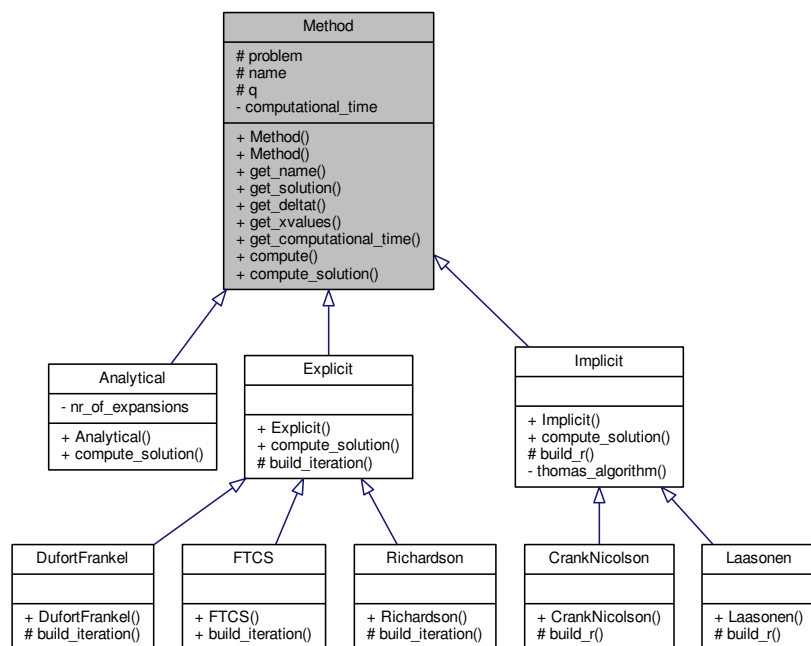 Method
# problem
# name
# q
- computational_time
+ Method()
+ Method()
+ get_name()
+ get_solution()
+ get_deltat()
+ get_xvalues()
+ get_computational_time()
+ compute()
+ compute_solution()
Analytical
- nr_of_expansions
+ Analytical()
+ compute_solution()
Explicit
+ Explicit()
+ compute_solution()
# build_iteration()
Implicit
+ Implicit()
+ compute_solution()
# build_r()
- thomas_algorithm()
DufortFrankel
+ DufortFrankel()
# build_iteration()
FTCS
+ FTCS()
+ build_iteration()
Richardson
+ Richardson()
# build_iteration()
CrankNicolson
+ CrankNicolson()
# build_r()
Laasonen
+ Laasonen()
# build_r()